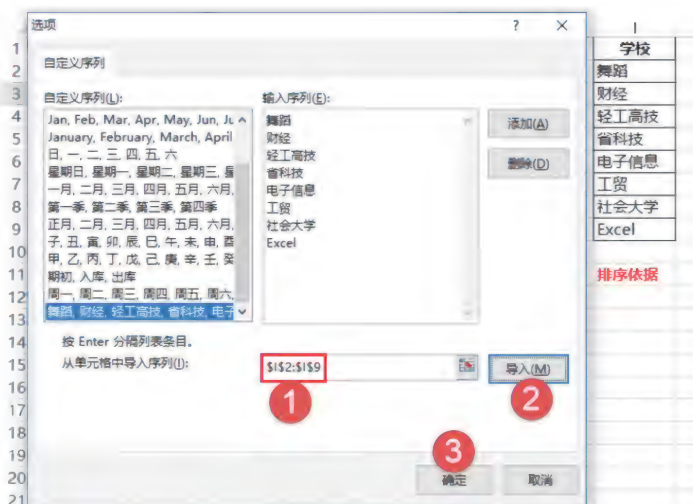 选项
?
×
自定义序列
自定义序列(L):
Jan, Feb, Mar, Apr, May, Jun, Ju
January, February, March, April
日, 一, 二, 三, 四, 五, 六
星期日, 星期一, 星期二, 星期三, 星
一月, 二月, 三月, 四月, 五月, 六月,
第一季, 第二季, 第三季, 第四季
正月, 二月, 三月, 四月, 五月, 六月,
子, 丑, 寅, 卯, 辰, 巳, 午, 未, 申, 酉
甲, 乙, 丙, 丁, 戊, 己, 庚, 辛, 壬, 癸
期初, 入库, 出库
周一, 周二, 周三, 周四, 周五, 周六,
舞蹈, 财经, 轻工高技, 省科技, 电子
输入序列(E):
舞蹈
财经
轻工高技
省科技
电子信息
工贸
社会大学
Excel
添加(A)
删除(D)
按 Enter 分隔列表条目。
从单元格中导入序列(I):
$I$2:$I$9
导入(M)
1
2
3
确定
取消
I
学校
舞蹈
财经
轻工高技
省科技
电子信息
工贸
社会大学
Excel
排序依据
1
2
3
4
5
6
7
8
9
10
11
12
13
14
15
16
17
18
19
20
21